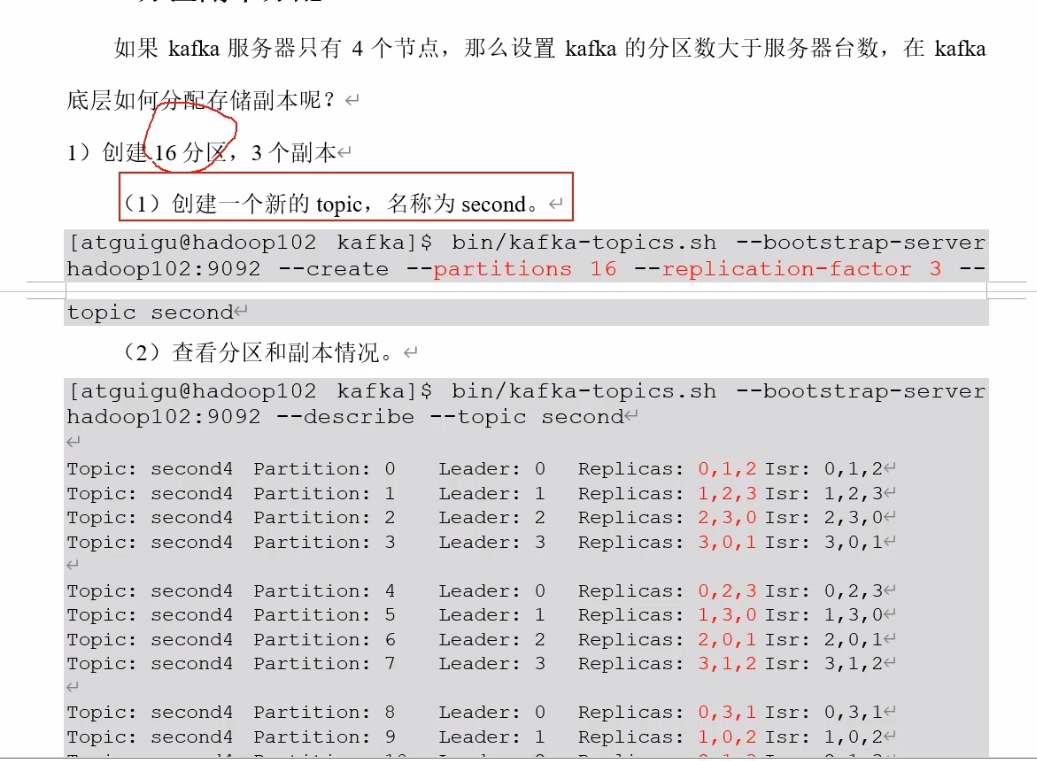 如果 kafka 服务器只有 4 个节点，那么设置 kafka 的分区数大于服务器台数，在 kafka
底层如何分配存储副本呢？
1）创建 16 分区，3 个副本
（1）创建一个新的 topic，名称为 second。
[atguigu@hadoop102 kafka]$ bin/kafka-topics.sh --bootstrap-server
hadoop102:9092 --create --partitions 16 --replication-factor 3 --
topic second
（2）查看分区和副本情况。
[atguigu@hadoop102 kafka]$ bin/kafka-topics.sh --bootstrap-server
hadoop102:9092 --describe --topic second
Topic: second4 Partition: 0 Leader: 0 Replicas: 0,1,2 Isr: 0,1,2
Topic: second4 Partition: 1 Leader: 1 Replicas: 1,2,3 Isr: 1,2,3
Topic: second4 Partition: 2 Leader: 2 Replicas: 2,3,0 Isr: 2,3,0
Topic: second4 Partition: 3 Leader: 3 Replicas: 3,0,1 Isr: 3,0,1
Topic: second4 Partition: 4 Leader: 0 Replicas: 0,2,3 Isr: 0,2,3
Topic: second4 Partition: 5 Leader: 1 Replicas: 1,3,0 Isr: 1,3,0
Topic: second4 Partition: 6 Leader: 2 Replicas: 2,0,1 Isr: 2,0,1
Topic: second4 Partition: 7 Leader: 3 Replicas: 3,1,2 Isr: 3,1,2
Topic: second4 Partition: 8 Leader: 0 Replicas: 0,3,1 Isr: 0,3,1
Topic: second4 Partition: 9 Leader: 1 Replicas: 1,0,2 Isr: 1,0,2